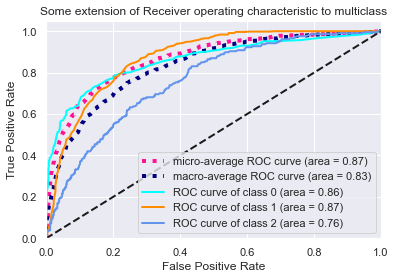 Some extension of Receiver operating characteristic to multiclass
1.0
0.8
0.6
0.4
0.2
0.0
True Positive Rate
micro-average ROC curve (area = 0.87)
macro-average ROC curve (area = 0.83)
ROC curve of class 0 (area = 0.86)
ROC curve of class 1 (area = 0.87)
ROC curve of class 2 (area = 0.76)
0.0 0.2 0.4 0.6 0.8 1.0
False Positive Rate